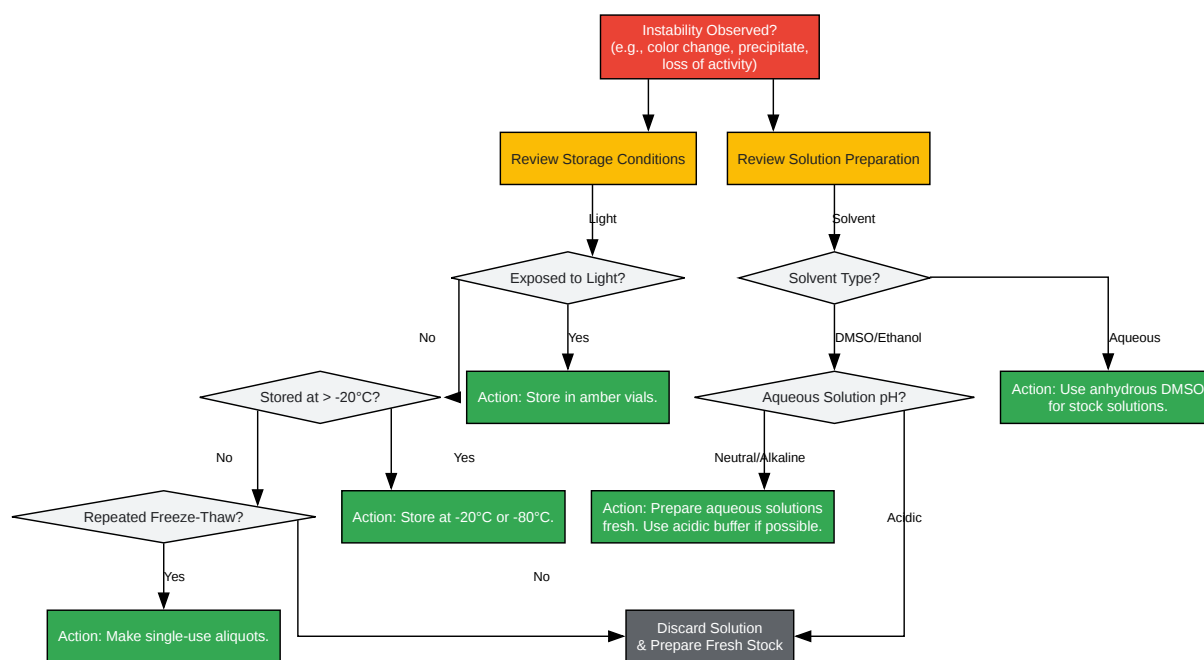 Instability Observed?
(e.g., color change, precipitate,
loss of activity)
Review Storage Conditions
Review Solution Preparation
Light
Solvent
Exposed to Light?
Solvent Type?
No
Yes
DMSO/Ethanol
Aqueous
Stored at > -20°C?
Action: Store in amber vials.
Aqueous Solution pH?
Action: Use anhydrous DMSO
for stock solutions.
No
Yes
Neutral/Alkaline
Repeated Freeze-Thaw?
Action: Store at -20°C or -80°C.
Action: Prepare aqueous solutions
fresh. Use acidic buffer if possible.
Acidic
Yes
No
Action: Make single-use aliquots.
Discard Solution
& Prepare Fresh Stock